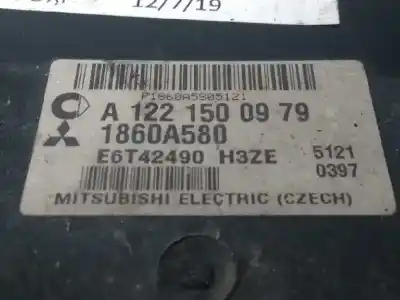 12/7/19
P1860A5805121
A 122 150 09 79
1860A580
E6T42490 H3ZE 5121
0397
MITSUBISHI ELECTRIC (CZECH)